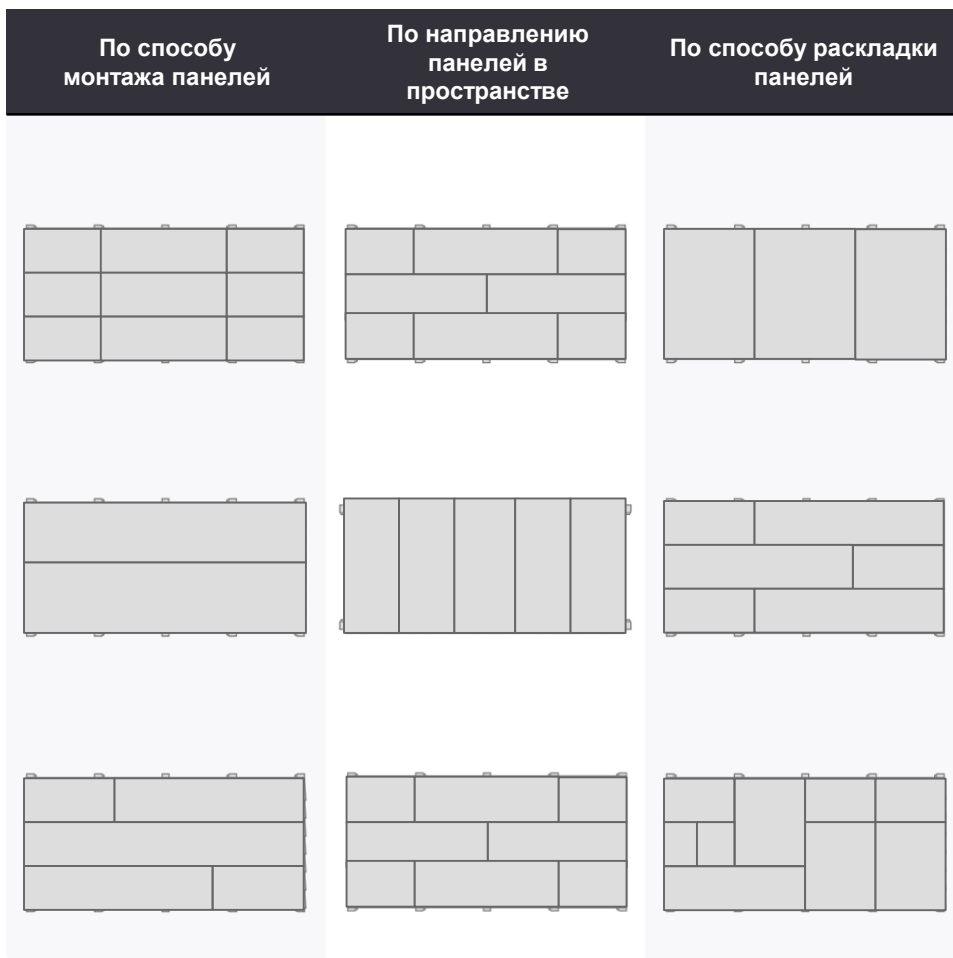 По способу
монтажа панелей
По направлению
панелей в
пространстве
По способу раскладки
панелей